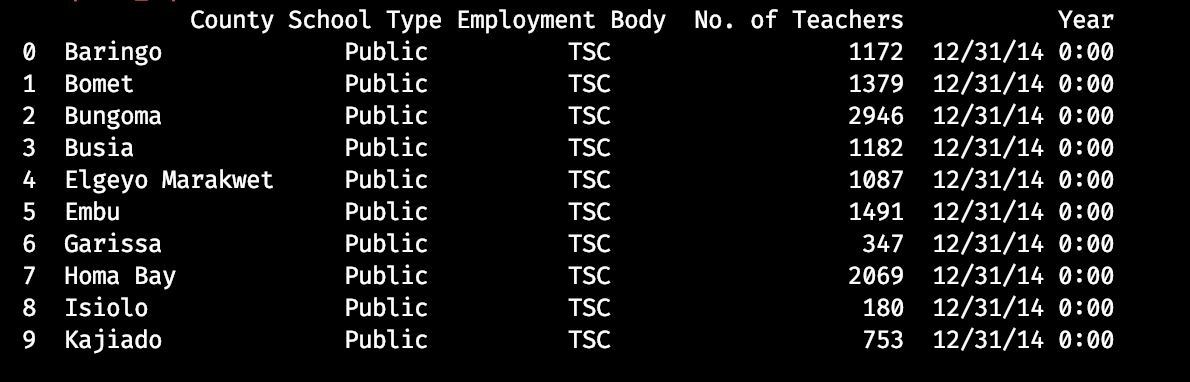 County School Type Employment Body No. of Teachers Year
0 Baringo Public TSC 1172 12/31/14 0:00
1 Bomet Public TSC 1379 12/31/14 0:00
2 Bungoma Public TSC 2946 12/31/14 0:00
3 Busia Public TSC 1182 12/31/14 0:00
4 Elgeyo Marakwet Public TSC 1087 12/31/14 0:00
5 Embu Public TSC 1491 12/31/14 0:00
6 Garissa Public TSC 347 12/31/14 0:00
7 Homa Bay Public TSC 2069 12/31/14 0:00
8 Isiolo Public TSC 180 12/31/14 0:00
9 Kajiado Public TSC 753 12/31/14 0:00